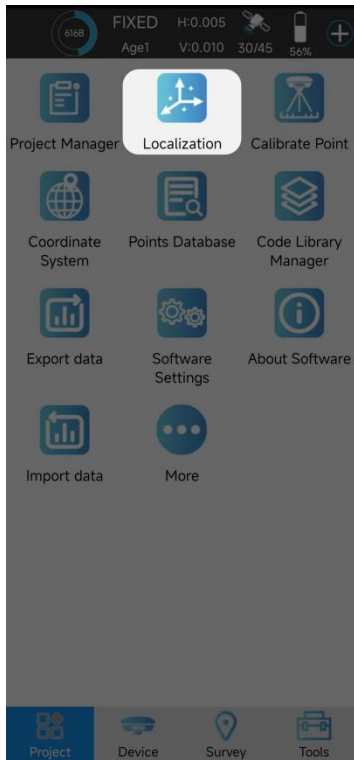 6168 FIXED H:0.005
Age1 V:0.010 30/45 56%
Project Manager Localization Calibrate Point
Coordinate System Points Database Code Library Manager
Export data Software Settings About Software
Import data More
Project Device Survey Tools